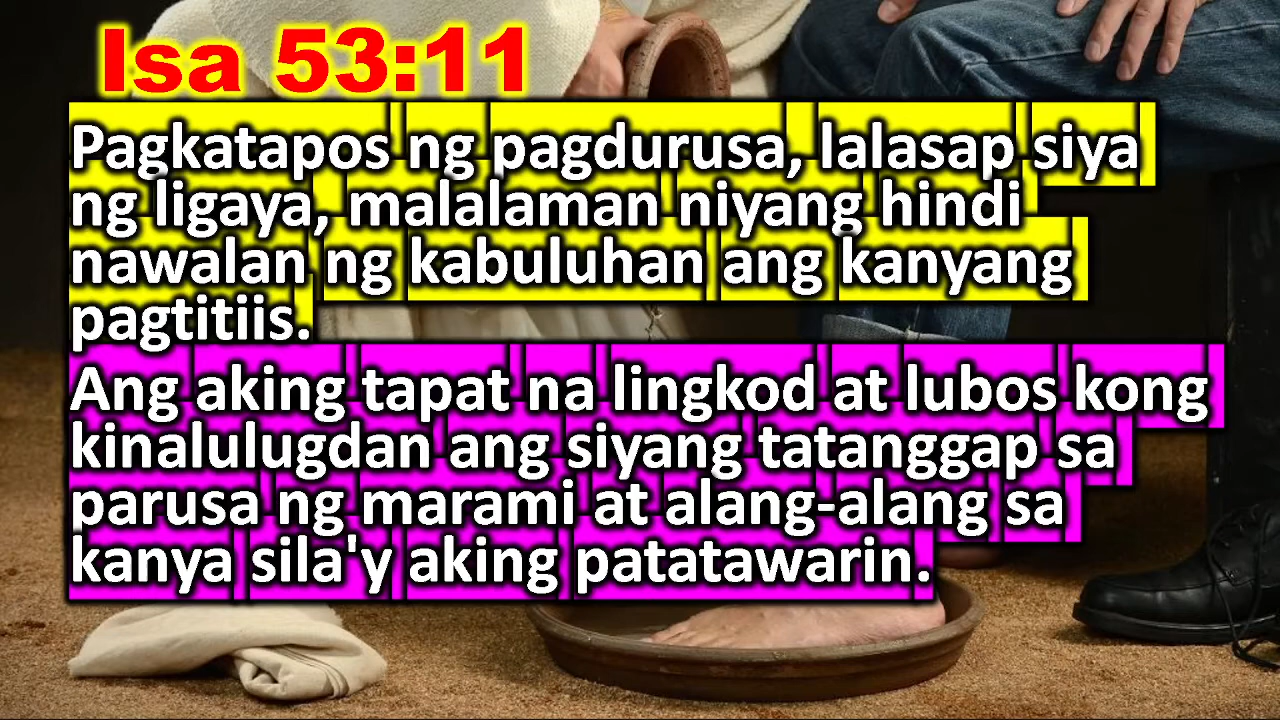 Isa 53:11
Pagkatapos ng pagdurusa, lalasap siya
ng ligaya, malalaman niyang hindi
nawalan ng kabuluhan ang kanyang
pagtitiis.
Ang aking tapat na lingkod at lubos kong
kinalulugdan ang siyang tatanggap sa
parusa ng marami at alang-alang sa
kanya sila'y aking patatawarin.